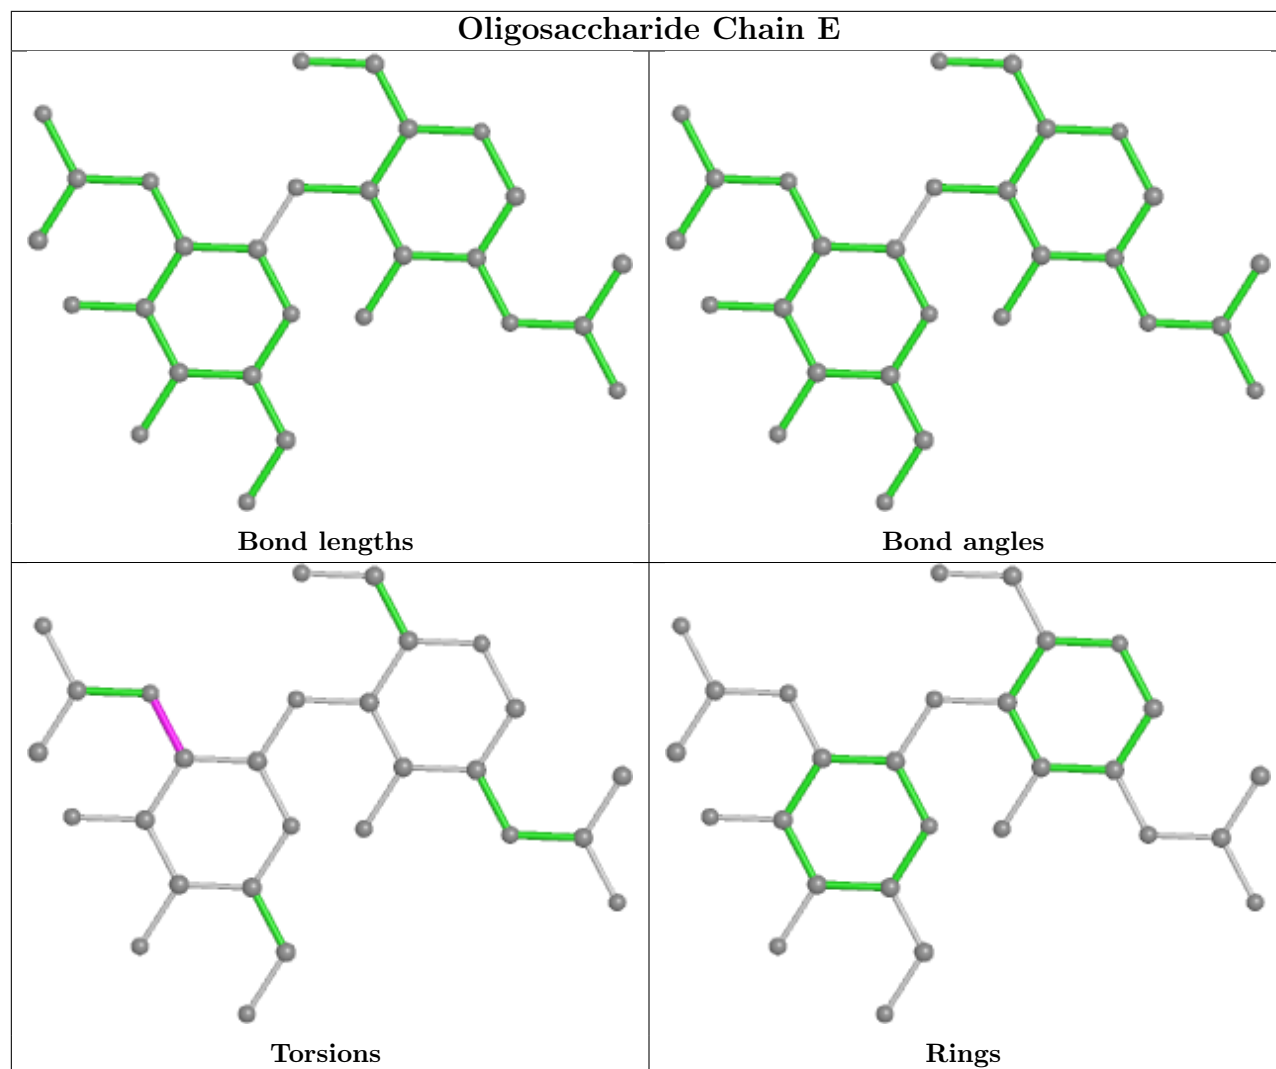 Oligosaccharide Chain E
Bond lengths
Bond angles
Torsions
Rings